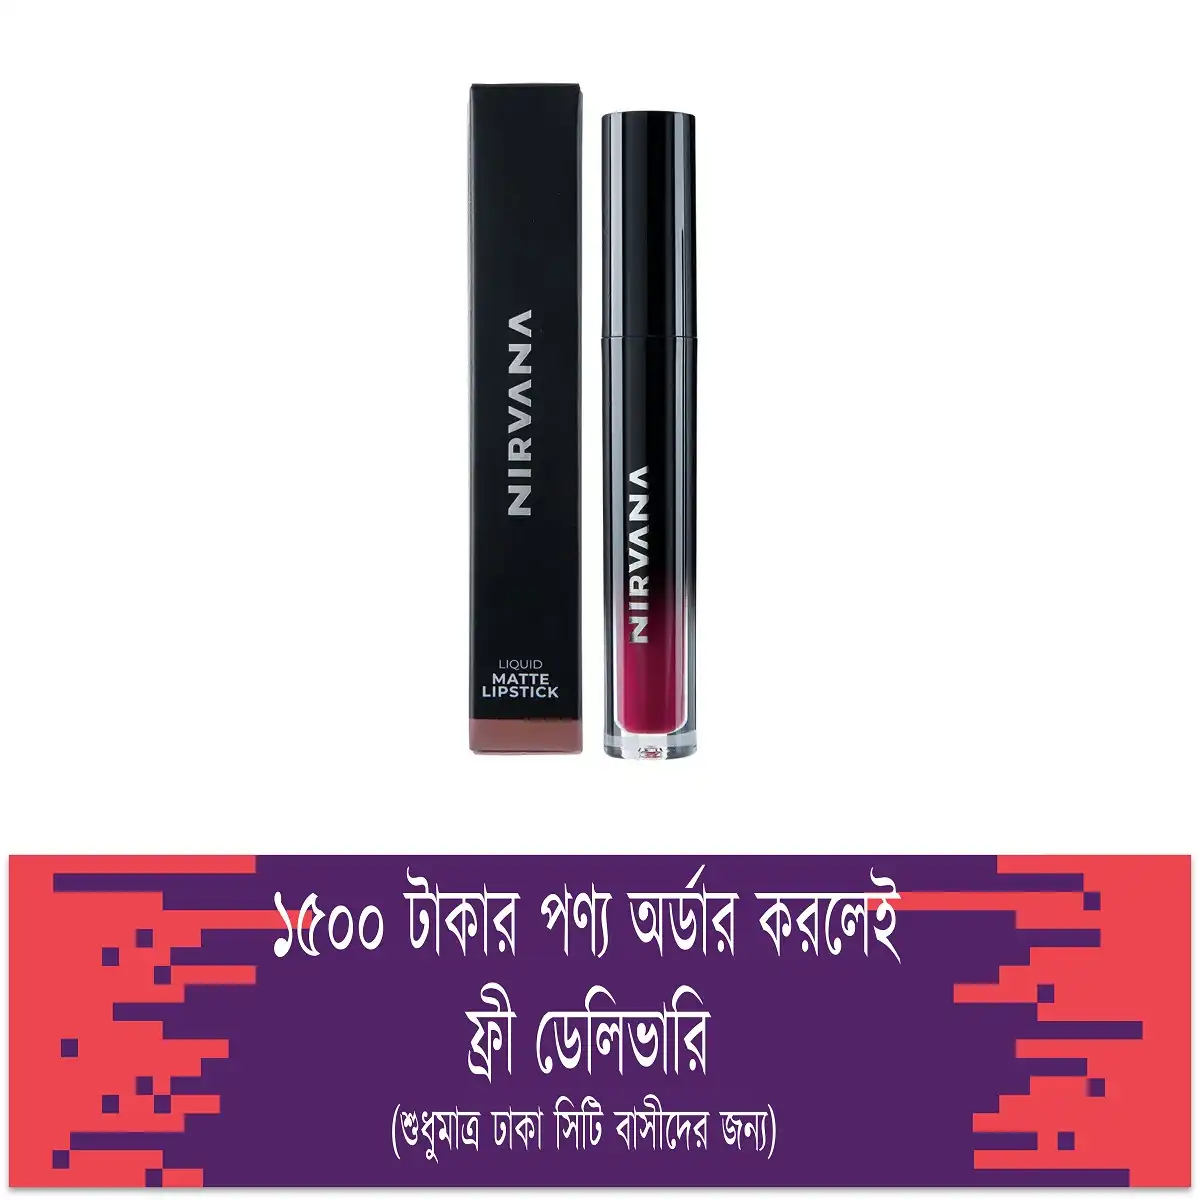 NIRVANA
LIQUID
MATTE
LIPSTICK
NIRVANA
১৫০০ টাকার পণ্য অর্ডার করলেই
ফ্রী ডেলিভারি
(শুধুমাত্র ঢাকা সিটি বাসীদের জন্য)